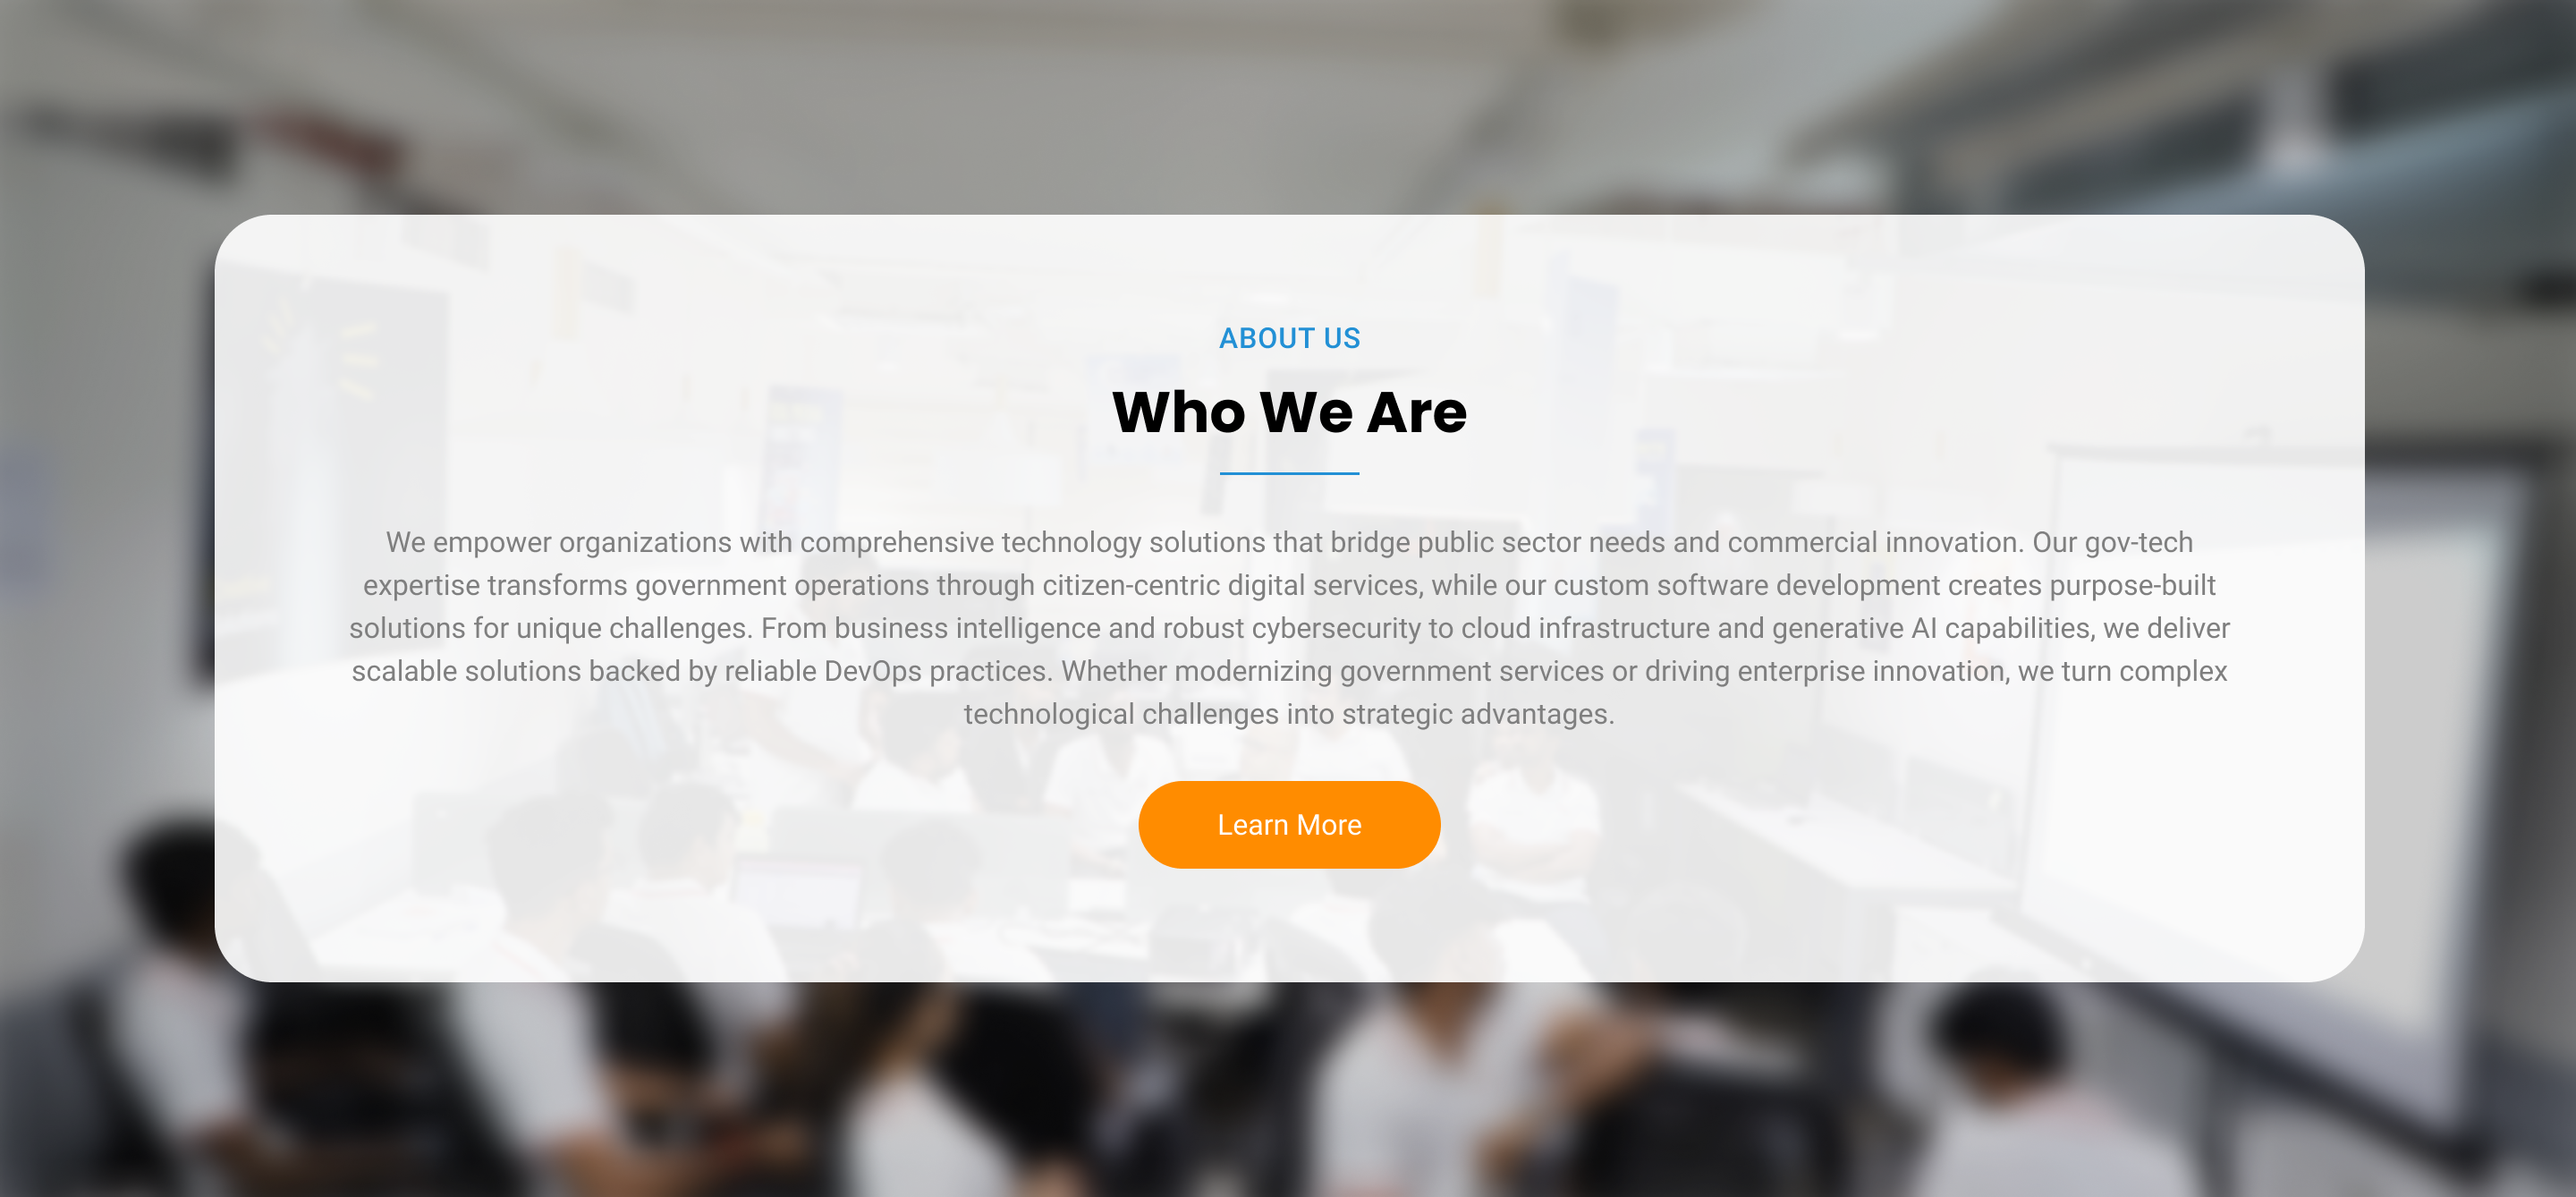 ABOUT US
Who We Are
We empower organizations with comprehensive technology solutions that bridge public sector needs and commercial innovation. Our gov-tech
expertise transforms government operations through citizen-centric digital services, while our custom software development creates purpose-built
solutions for unique challenges. From business intelligence and robust cybersecurity to cloud infrastructure and generative AI capabilities, we deliver
scalable solutions backed by reliable DevOps practices. Whether modernizing government services or driving enterprise innovation, we turn complex
technological challenges into strategic advantages.
Learn More